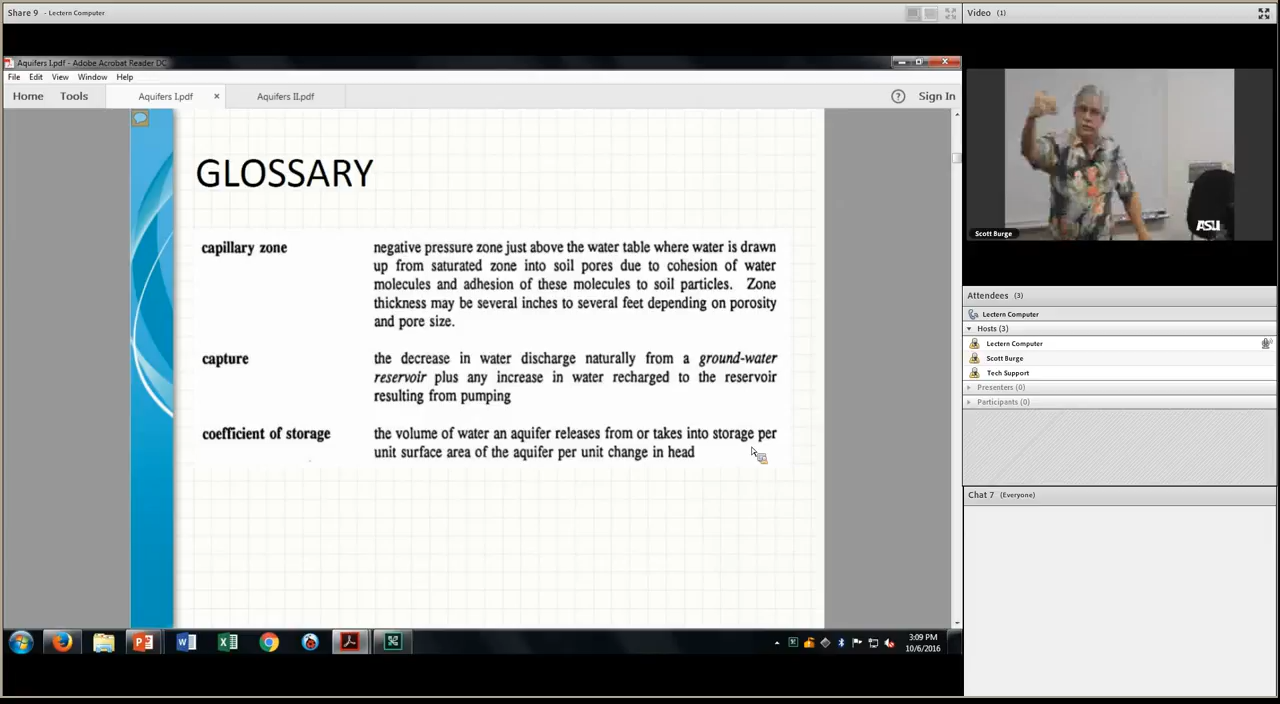 Share 9 - Lectern Computer
Video (1)
Aquifers I.pdf - Adobe Acrobat Reader DC
File Edit View Window Help
Home Tools Aquifers I.pdf × Aquifers II.pdf ? Sign In
GLOSSARY
capillary zone negative pressure zone just above the water table where water is drawn
up from saturated zone into soil pores due to cohesion of water
molecules and adhesion of these molecules to soil particles. Zone
thickness may be several inches to several feet depending on porosity
and pore size.
capture the decrease in water discharge naturally from a ground-water
reservoir plus any increase in water recharged to the reservoir
resulting from pumping
coefficient of storage the volume of water an aquifer releases from or takes into storage per
unit surface area of the aquifer per unit change in head
3:09 PM
10/6/2016
ASU
Scott Burge
Attendees (3)
Lectern Computer
Hosts (3)
Lectern Computer
Scott Burge
Tech Support
Presenters (0)
Participants (0)
Chat 7 (Everyone)